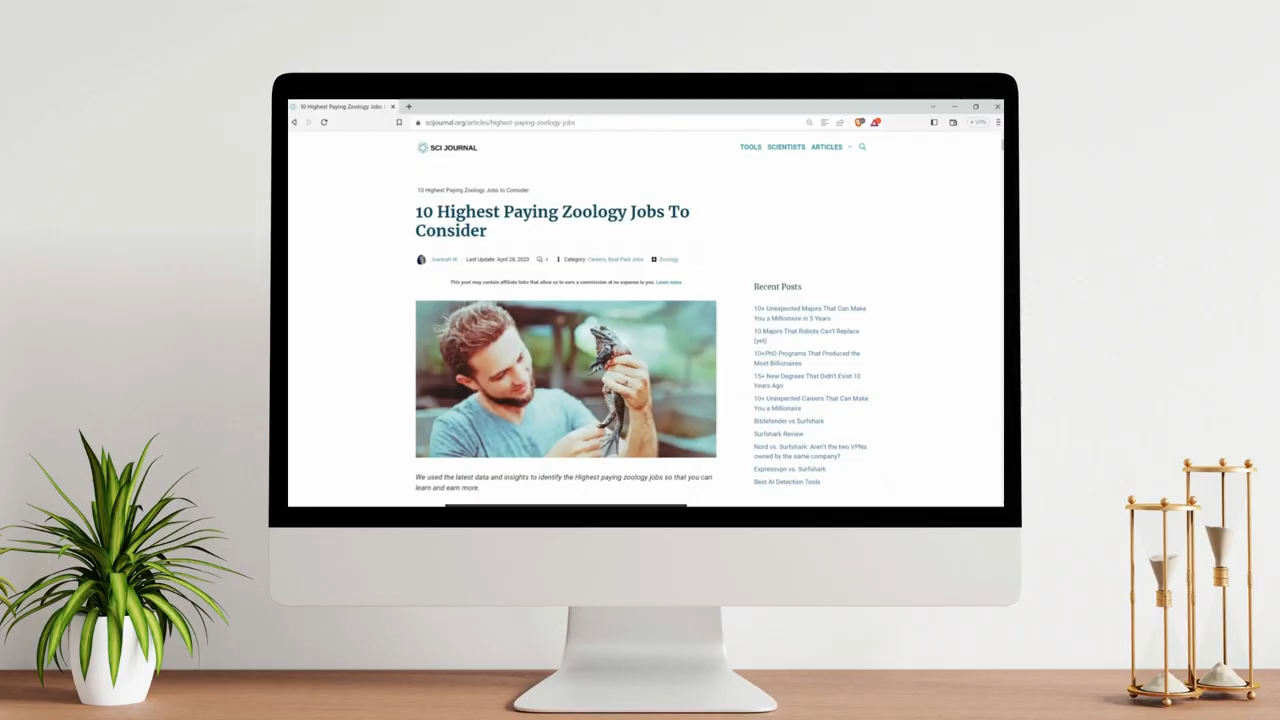 10 Highest Paying Zoology Jobs
scijournal.org/articles/highest-paying-zoology-jobs
VPN
SCI JOURNAL
TOOLS SCIENTISTS ARTICLES
10 Highest Paying Zoology Jobs to Consider
10 Highest Paying Zoology Jobs To
Consider
Joannah W. Last Update: April 28, 2023 Category: Careers, Best Paid Jobs Zoology
This post may contain affiliate links that allow us to earn a commission at no expense to you. Learn more
We used the latest data and insights to identify the Highest paying zoology jobs so that you can
learn and earn more.
Recent Posts
10+ Unexpected Majors That Can Make
You a Millionaire in 5 Years
10 Majors That Robots Can't Replace
(yet)
10+PhD Programs That Produced the
Most Billionaires
15+ New Degrees That Didn't Exist 10
Years Ago
10+ Unexpected Careers That Can Make
You a Millionaire
Bitdefender vs Surfshark
Surfshark Review
Nord vs. Surfshark: Aren't the two VPNs
owned by the same company?
Expressvpn vs. Surfshark
Best AI Detection Tools